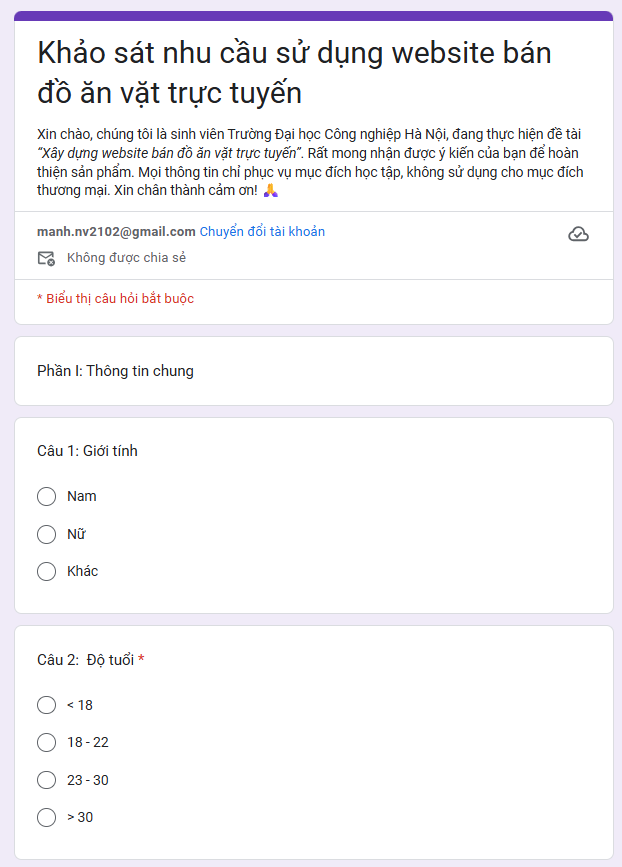 Khảo sát nhu cầu sử dụng website bán
đồ ăn vặt trực tuyến
Xin chào, chúng tôi là sinh viên Trường Đại học Công nghiệp Hà Nội, đang thực hiện đề tài
“Xây dựng website bán đồ ăn vặt trực tuyến”. Rất mong nhận được ý kiến của bạn để hoàn
thiện sản phẩm. Mọi thông tin chỉ phục vụ mục đích học tập, không sử dụng cho mục đích
thương mại. Xin chân thành cảm ơn! 🙏
manh.nv2102@gmail.com Chuyển đổi tài khoản
Không được chia sẻ
* Biểu thị câu hỏi bắt buộc
Phần I: Thông tin chung
Câu 1: Giới tính
Nam
Nữ
Khác
Câu 2:  Độ tuổi *
< 18
18 - 22
23 - 30
> 30